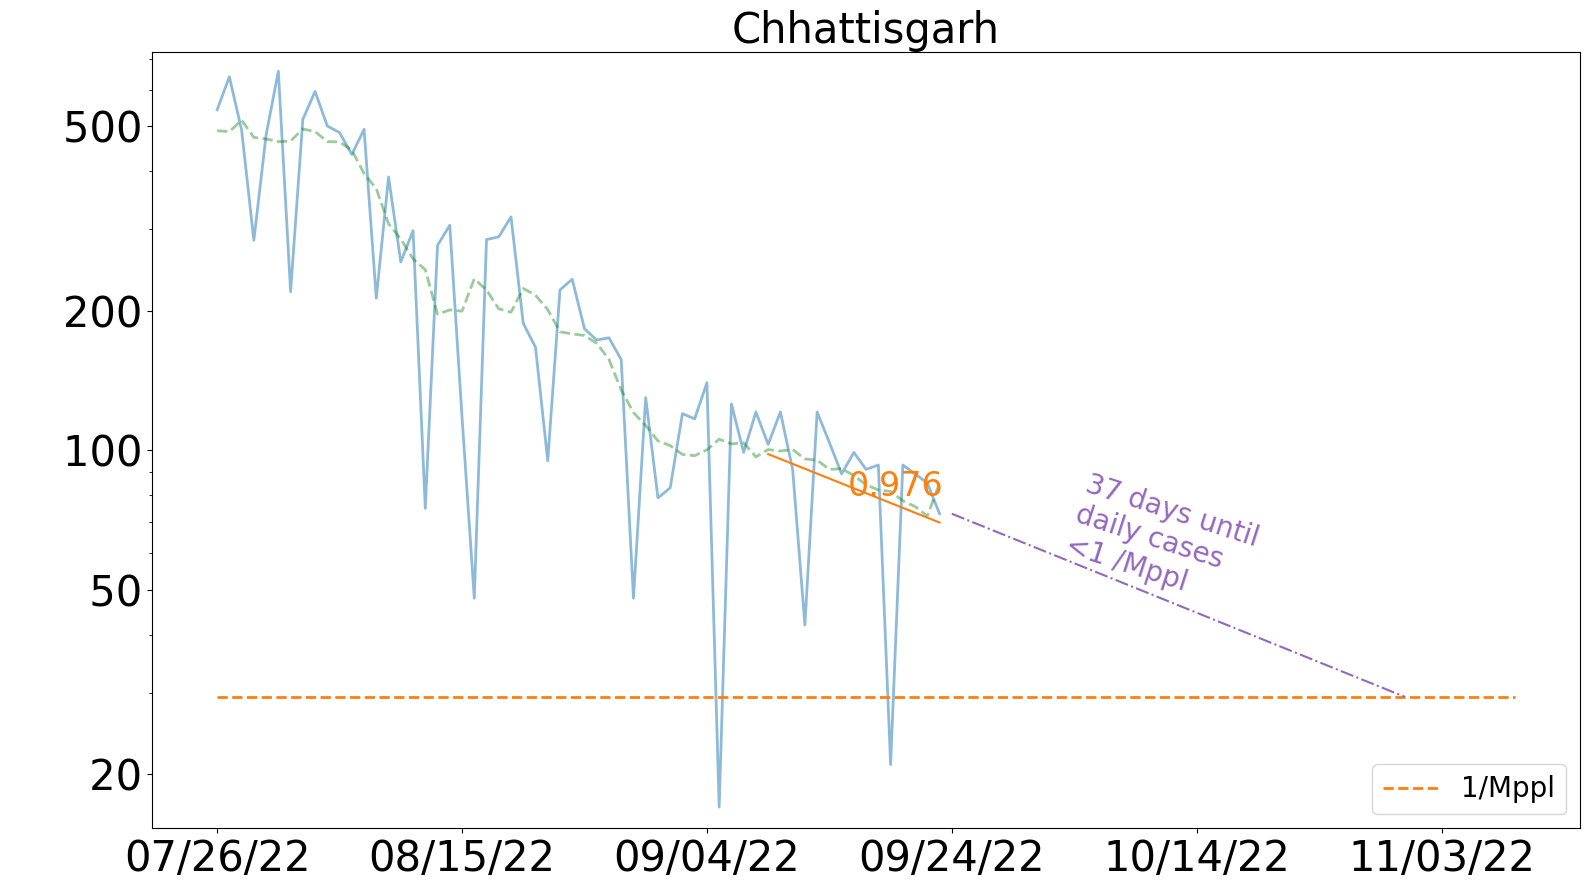 Chhattisgarh
500
200
100
50
20
0.976
37 days until
daily cases
<1 /Mppl
1/Mppl
07/26/22
08/15/22
09/04/22
09/24/22
10/14/22
11/03/22